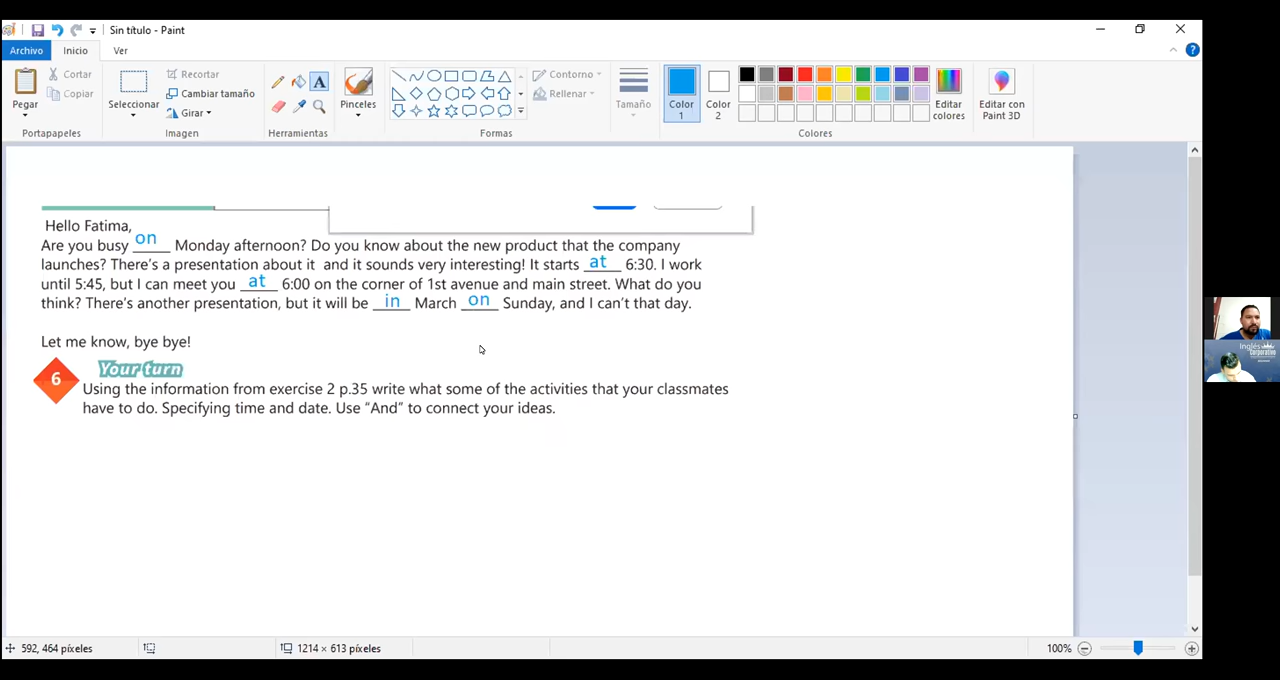 Sin título - Paint
Archivo Inicio Ver
Pegar
Cortar
Copiar
Portapapeles
Seleccionar
Recortar
Cambiar tamaño
Girar
Imagen
A
Herramientas
Pinceles
Contorno
Rellenar
Formas
Tamaño
Color 1
Color 2
Editar colores
Editar con Paint 3D
Colores
Hello Fatima,
Are you busy on Monday afternoon? Do you know about the new product that the company
launches? There's a presentation about it and it sounds very interesting! It starts at 6:30. I work
until 5:45, but I can meet you at 6:00 on the corner of 1st avenue and main street. What do you
think? There's another presentation, but it will be in March on Sunday, and I can't that day.
Let me know, bye bye!
Your turn
6
Using the information from exercise 2 p.35 write what some of the activities that your classmates
have to do. Specifying time and date. Use “And” to connect your ideas.
Inglés
Corporation
592, 464 píxeles
1214 × 613 píxeles
100%